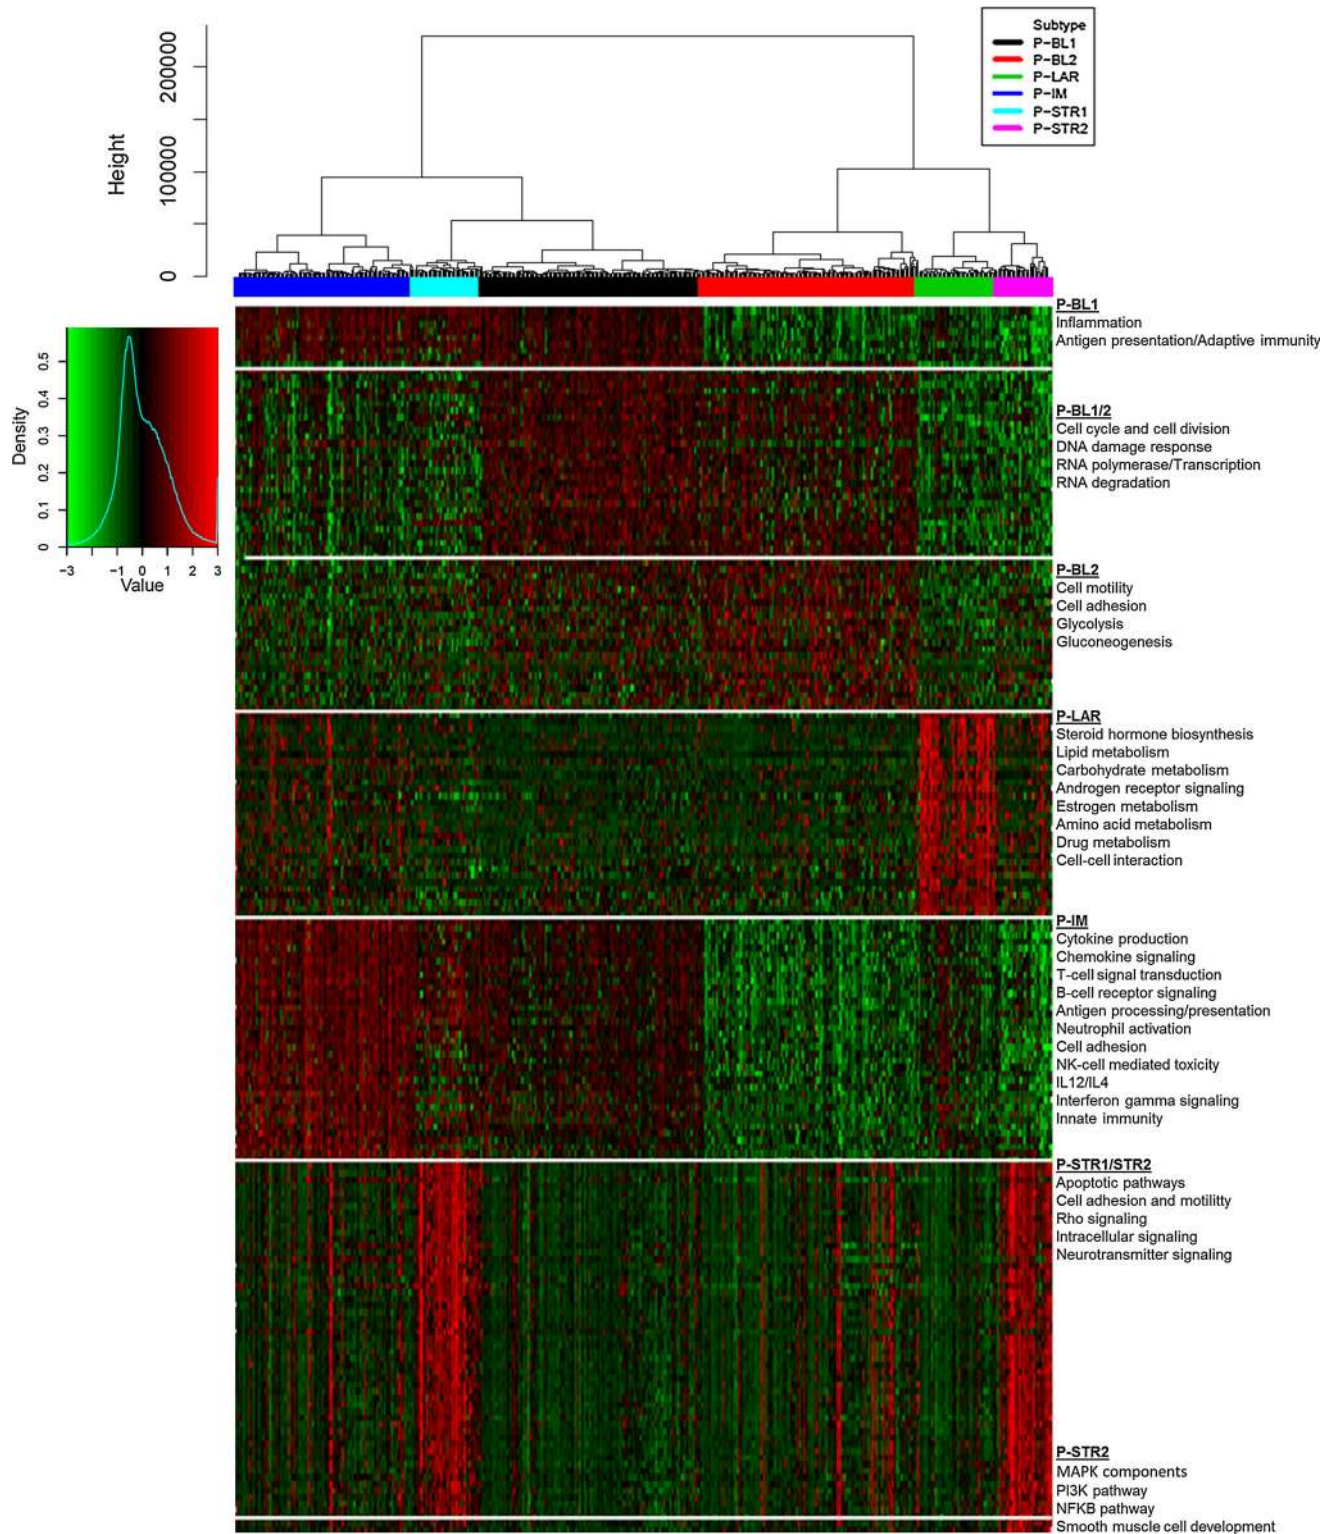 Subtype
P-BL1
P-BL2
P-LAR
P-IM
P-STR1
P-STR2
Height
200000
100000
0
P-BL1
Inflammation
Antigen presentation/Adaptive immunity
Density
0.5
0.4
0.3
0.2
0.1
0
-3 -1 0 1 2 3
Value
P-BL1/2
Cell cycle and cell division
DNA damage response
RNA polymerase/Transcription
RNA degradation
P-BL2
Cell motility
Cell adhesion
Glycolysis
Gluconeogenesis
P-LAR
Steroid hormone biosynthesis
Lipid metabolism
Carbohydrate metabolism
Androgen receptor signaling
Estrogen metabolism
Amino acid metabolism
Drug metabolism
Cell-cell interaction
P-IM
Cytokine production
Chemokine signaling
T-cell signal transduction
B-cell receptor signaling
Antigen processing/presentation
Neutrophil activation
Cell adhesion
NK-cell mediated toxicity
IL12/IL4
Interferon gamma signaling
Innate immunity
P-STR1/STR2
Apoptotic pathways
Cell adhesion and motilitty
Rho signaling
Intracellular signaling
Neurotransmitter signaling
P-STR2
MAPK components
PI3K pathway
NFKB pathway
Smooth muscle cell development